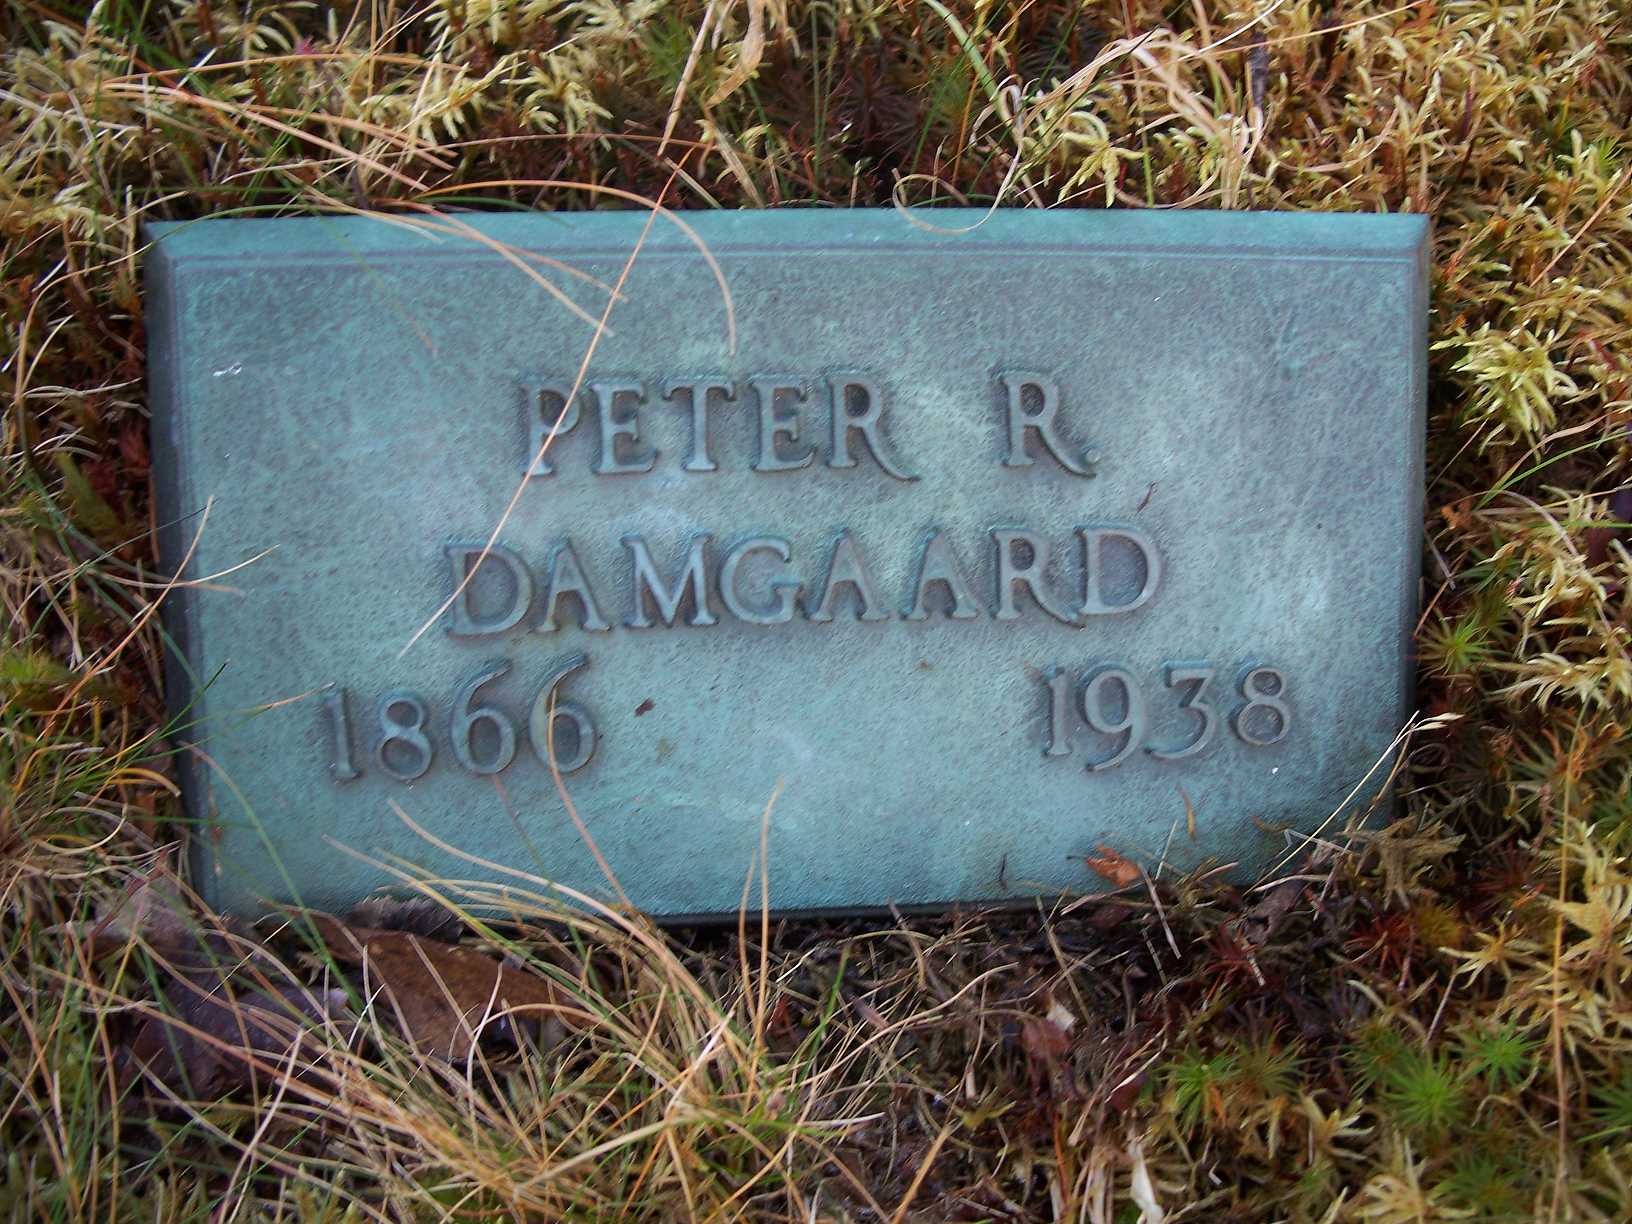 PETER R.
DAMGAARD
1866 1938